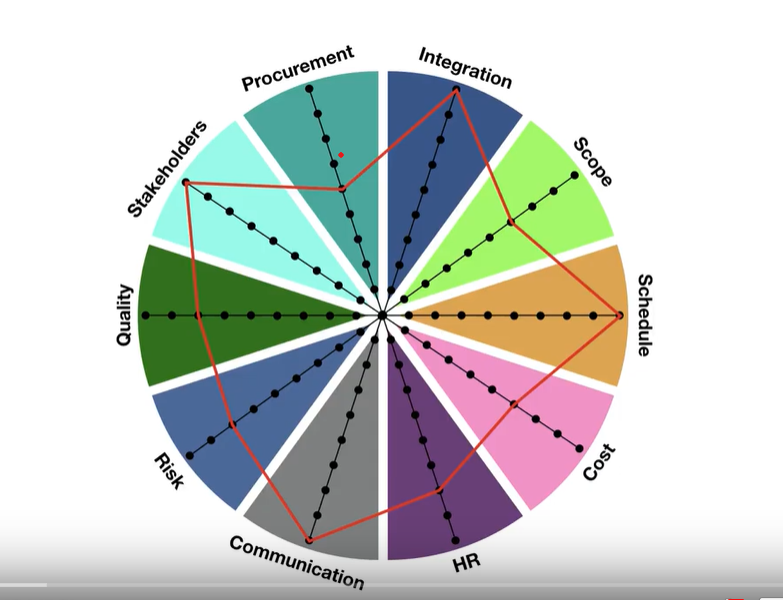 Procurement
Integration
Stakeholders
Scope
Quality
Schedule
Risk
Cost
Communication
HR